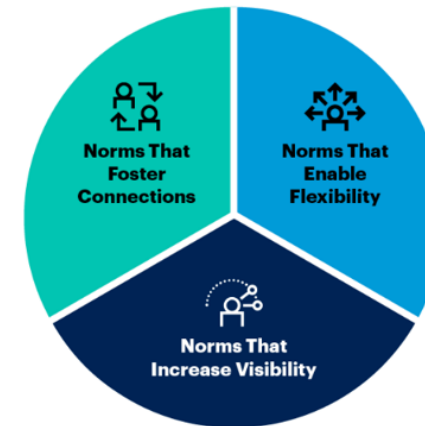 Norms That
Foster
Connections
Norms That
Enable
Flexibility
Norms That
Increase Visibility